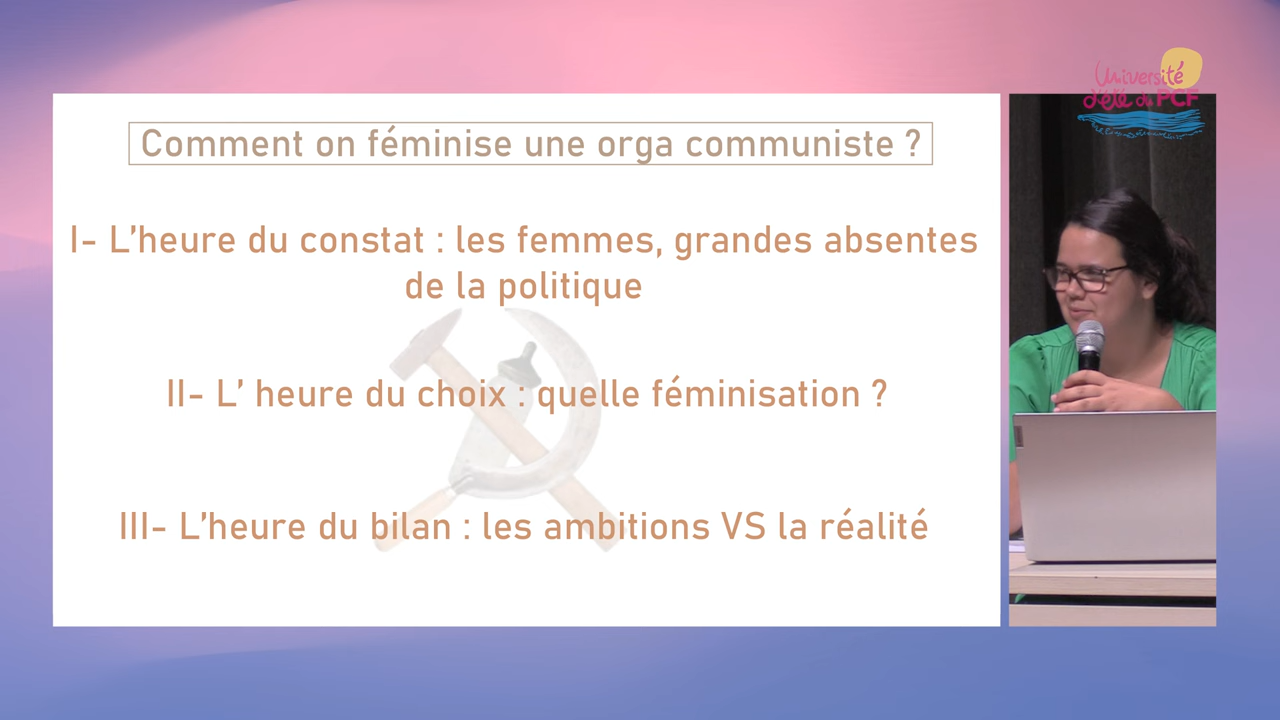 Université
d'été du PCF
Comment on féminise une orga communiste ?
I- L'heure du constat : les femmes, grandes absentes
de la politique
II- L' heure du choix : quelle féminisation ?
III- L'heure du bilan : les ambitions VS la réalité